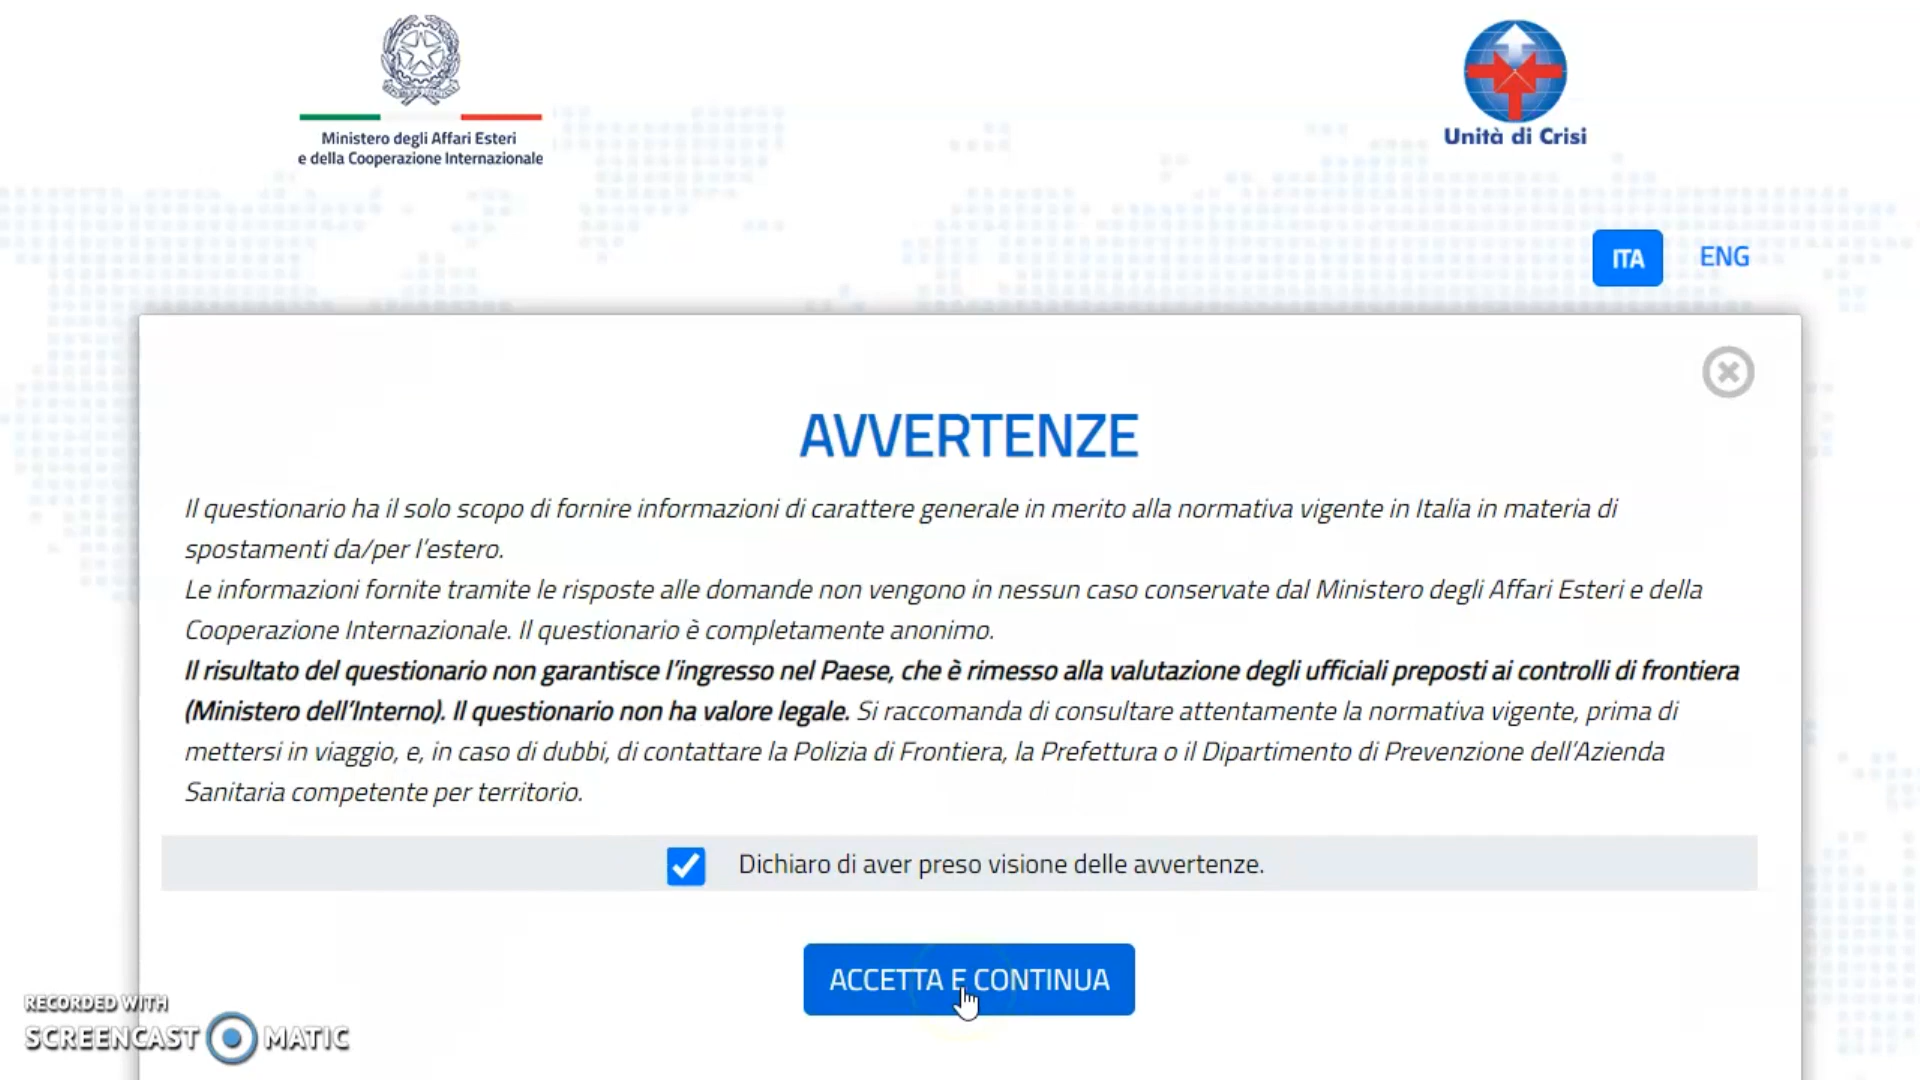 Ministero degli Affari Esteri
e della Cooperazione Internazionale
Unità di Crisi
ITA
ENG
AVVERTENZE
Il questionario ha il solo scopo di fornire informazioni di carattere generale in merito alla normativa vigente in Italia in materia di
spostamenti da/per l'estero.
Le informazioni fornite tramite le risposte alle domande non vengono in nessun caso conservate dal Ministero degli Affari Esteri e della
Cooperazione Internazionale. Il questionario è completamente anonimo.
Il risultato del questionario non garantisce l'ingresso nel Paese, che è rimesso alla valutazione degli ufficiali preposti ai controlli di frontiera
(Ministero dell'Interno). Il questionario non ha valore legale. Si raccomanda di consultare attentamente la normativa vigente, prima di
mettersi in viaggio, e, in caso di dubbi, di contattare la Polizia di Frontiera, la Prefettura o il Dipartimento di Prevenzione dell'Azienda
Sanitaria competente per territorio.
Dichiaro di aver preso visione delle avvertenze.
ACCETTA E CONTINUA
RECORDED WITH
SCREENCAST MATIC